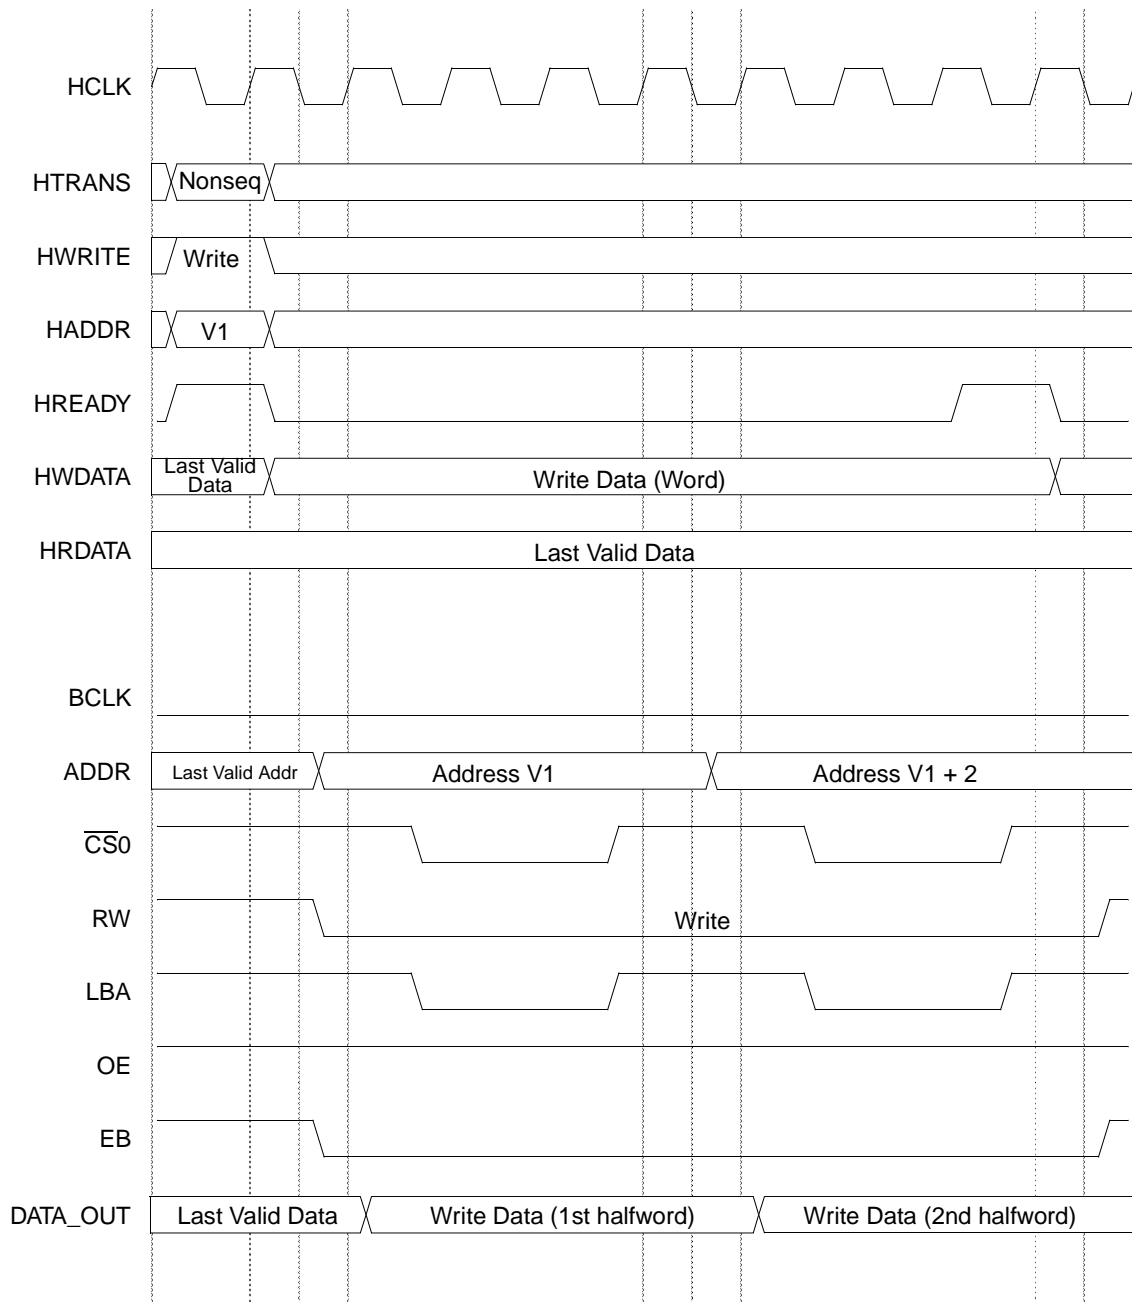 HCLK
HTRANS Nonseq
HWRITE Write
HADDR V1
HREADY
HWDATA Last Valid
Data Write Data (Word)
HRDATA Last Valid Data
BCLK
ADDR Last Valid Addr Address V1 Address V1 + 2
CS0
RW Write
LBA
OE
EB
DATA_OUT Last Valid Data Write Data (1st halfword) Write Data (2nd halfword)